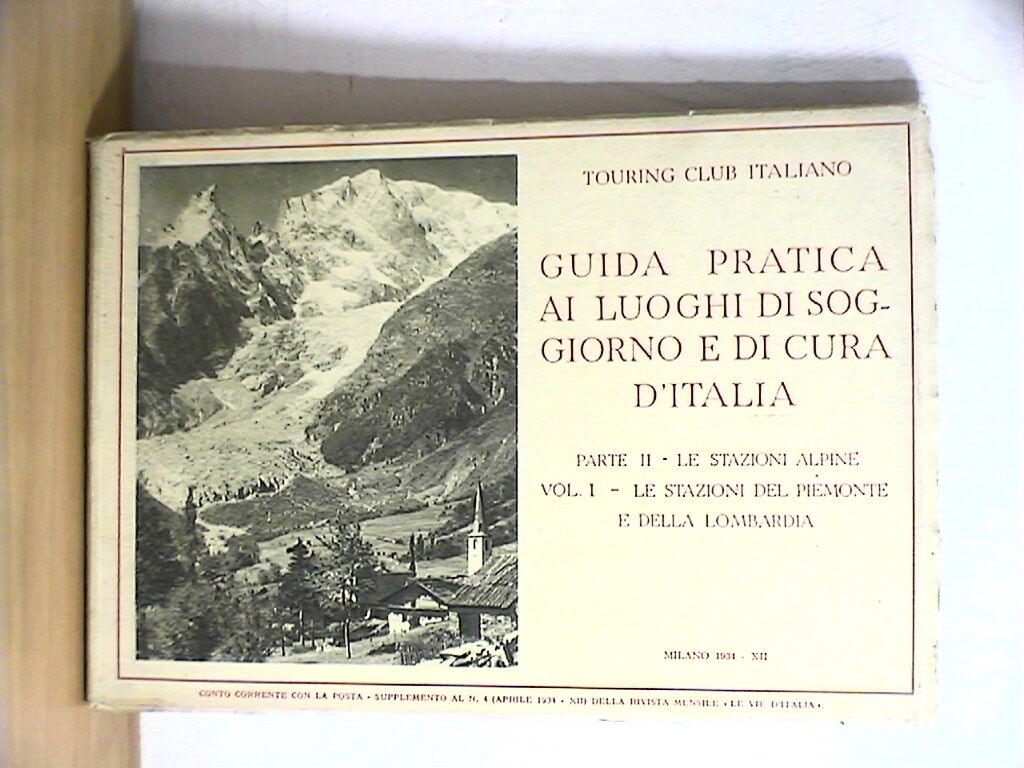 TOURING CLUB ITALIANO
GUIDA PRATICA
AI LUOGHI DI SOG-
GIORNO E DI CURA
D'ITALIA
PARTE II - LE STAZIONI ALPINE
VOL. I - LE STAZIONI DEL PIEMONTE
E DELLA LOMBARDIA
MILANO 1934 - XII
CONTO CORRENTE CON LA POSTA - SUPPLEMENTO AL N. 4 (APRILE 1934 - XII) DELLA RIVISTA MENSILE « LE VIE D'ITALIA ».